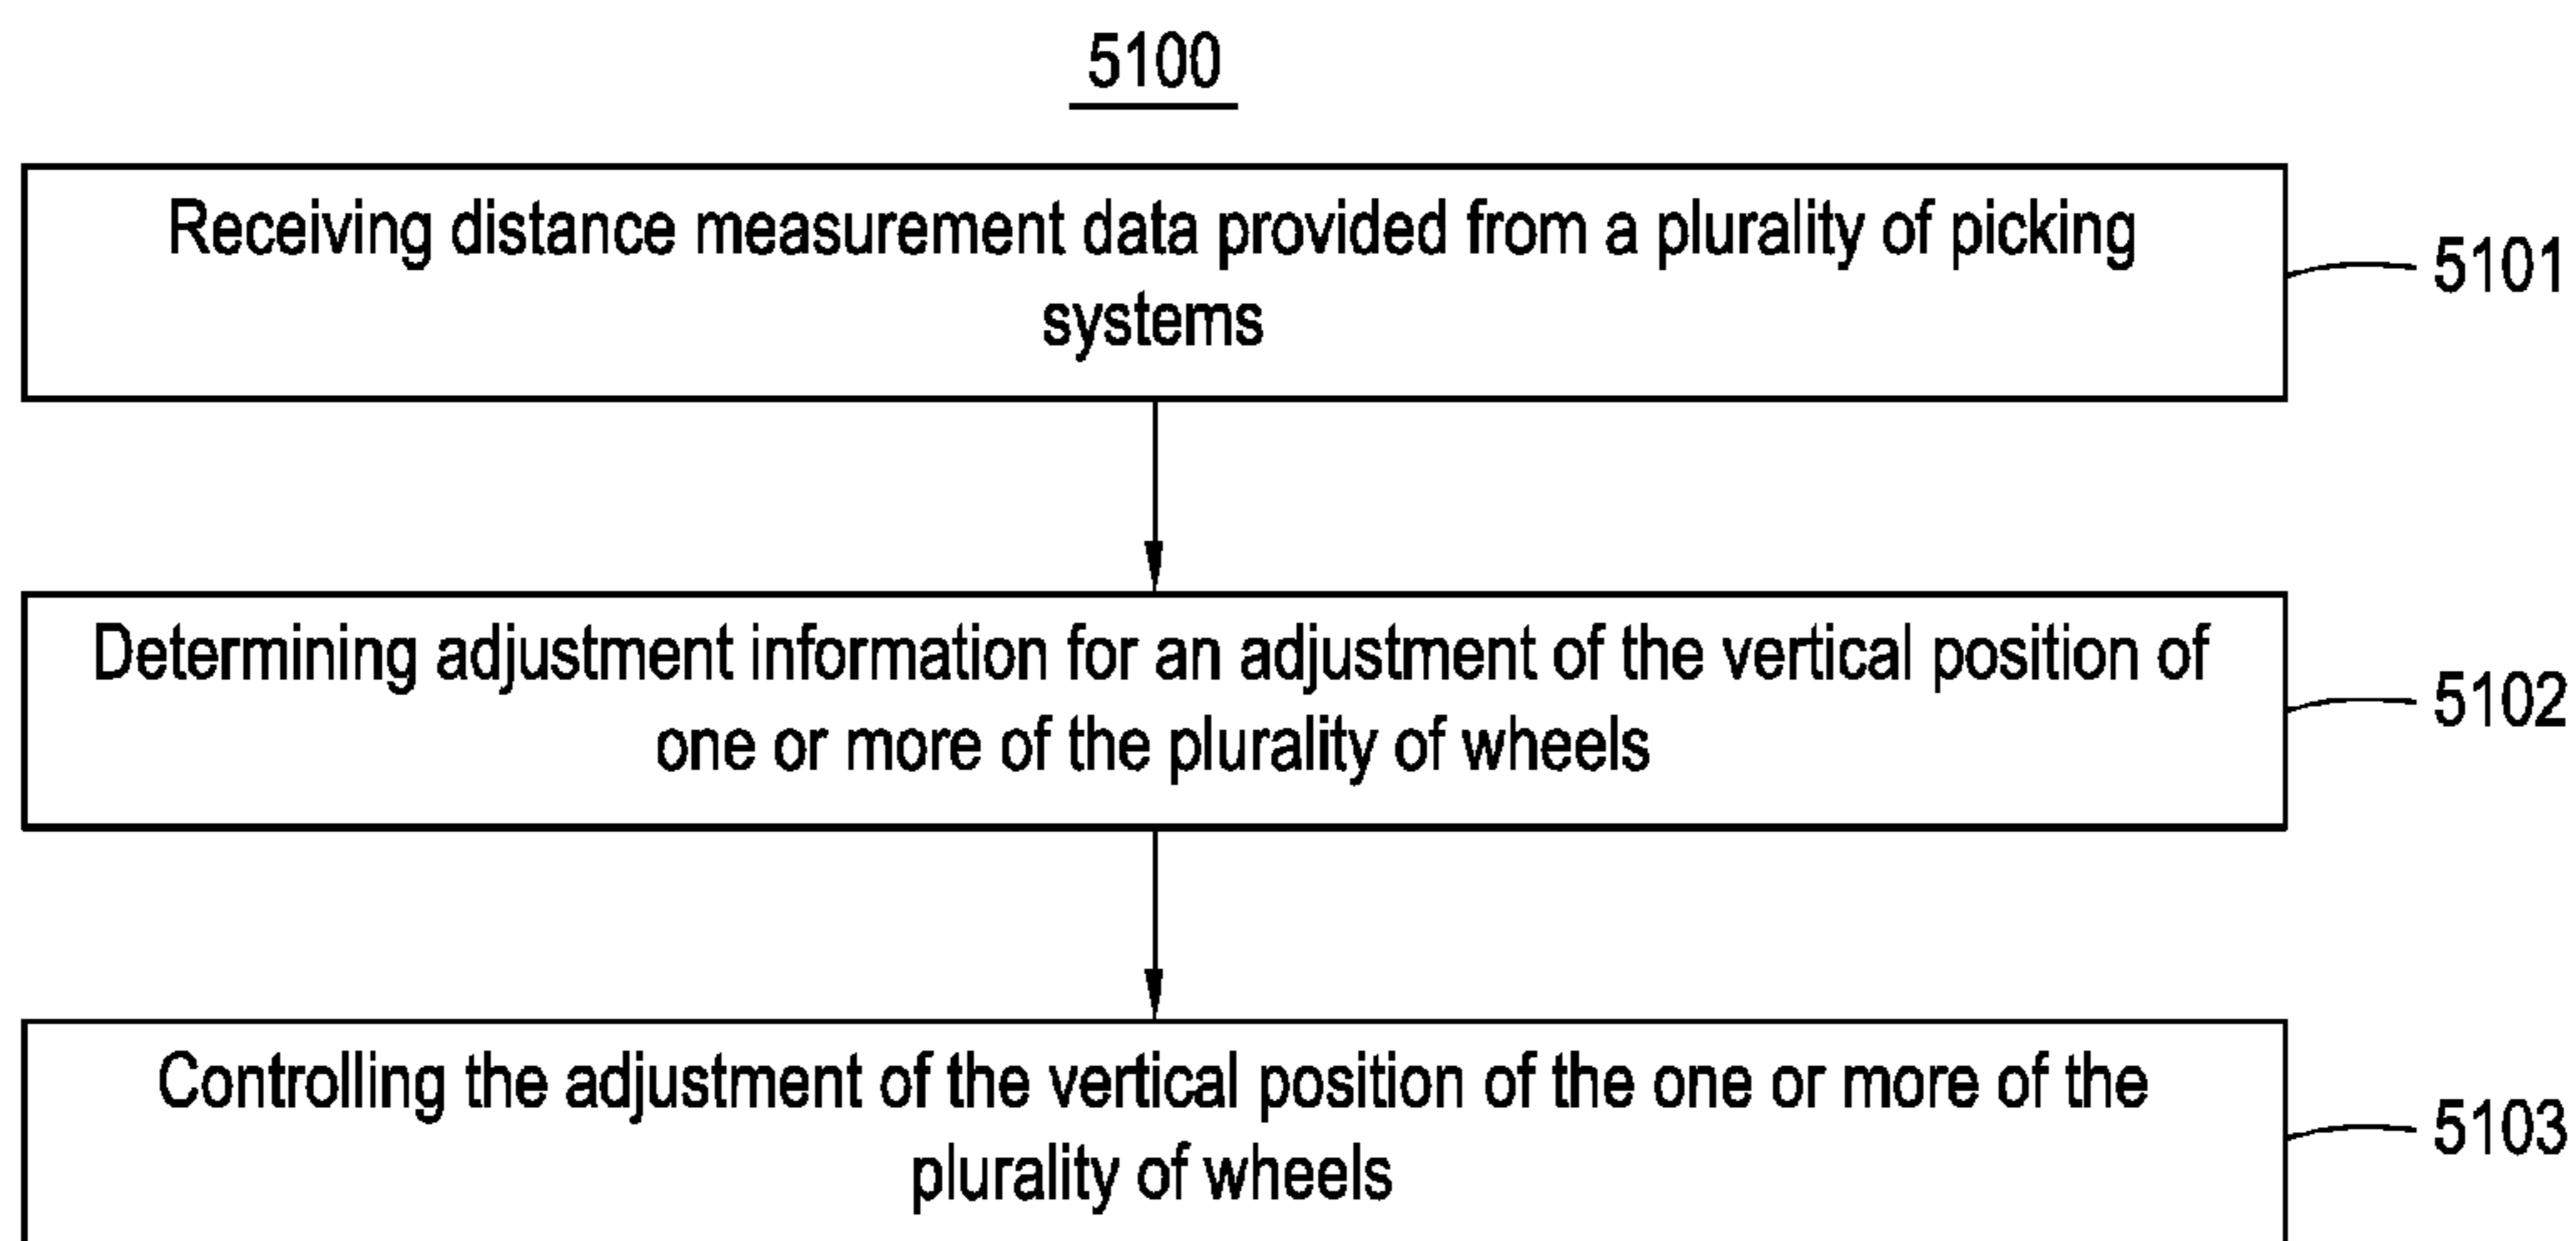 5100
Receiving distance measurement data provided from a plurality of picking
systems
5101
Determining adjustment information for an adjustment of the vertical position of
one or more of the plurality of wheels
5102
Controlling the adjustment of the vertical position of the one or more of the
plurality of wheels
5103